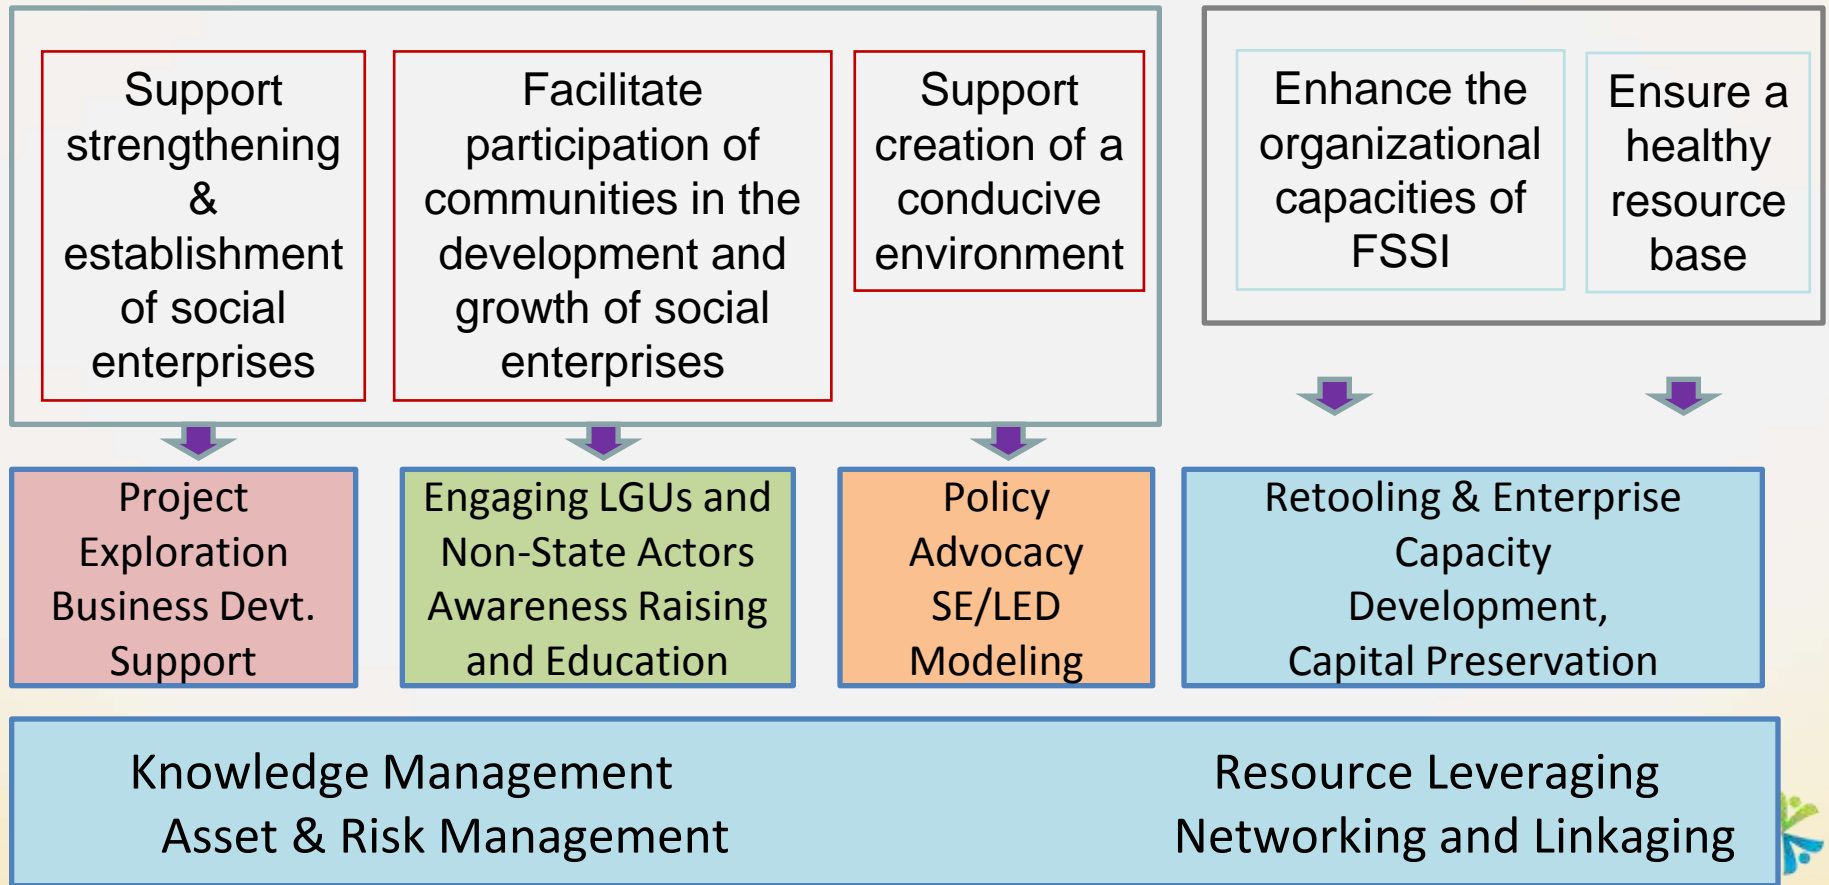 Support
strengthening
&
establishment
of social
enterprises
Facilitate
participation of
communities in the
development and
growth of social
enterprises
Support
creation of a
conducive
environment
Enhance the
organizational
capacities of
FSSI
Ensure a
healthy
resource
base
Project
Exploration
Business Devt.
Support
Engaging LGUs and
Non-State Actors
Awareness Raising
and Education
Policy
Advocacy
SE/LED
Modeling
Retooling & Enterprise
Capacity
Development,
Capital Preservation
Knowledge Management
Asset & Risk Management
Resource Leveraging
Networking and Linkaging